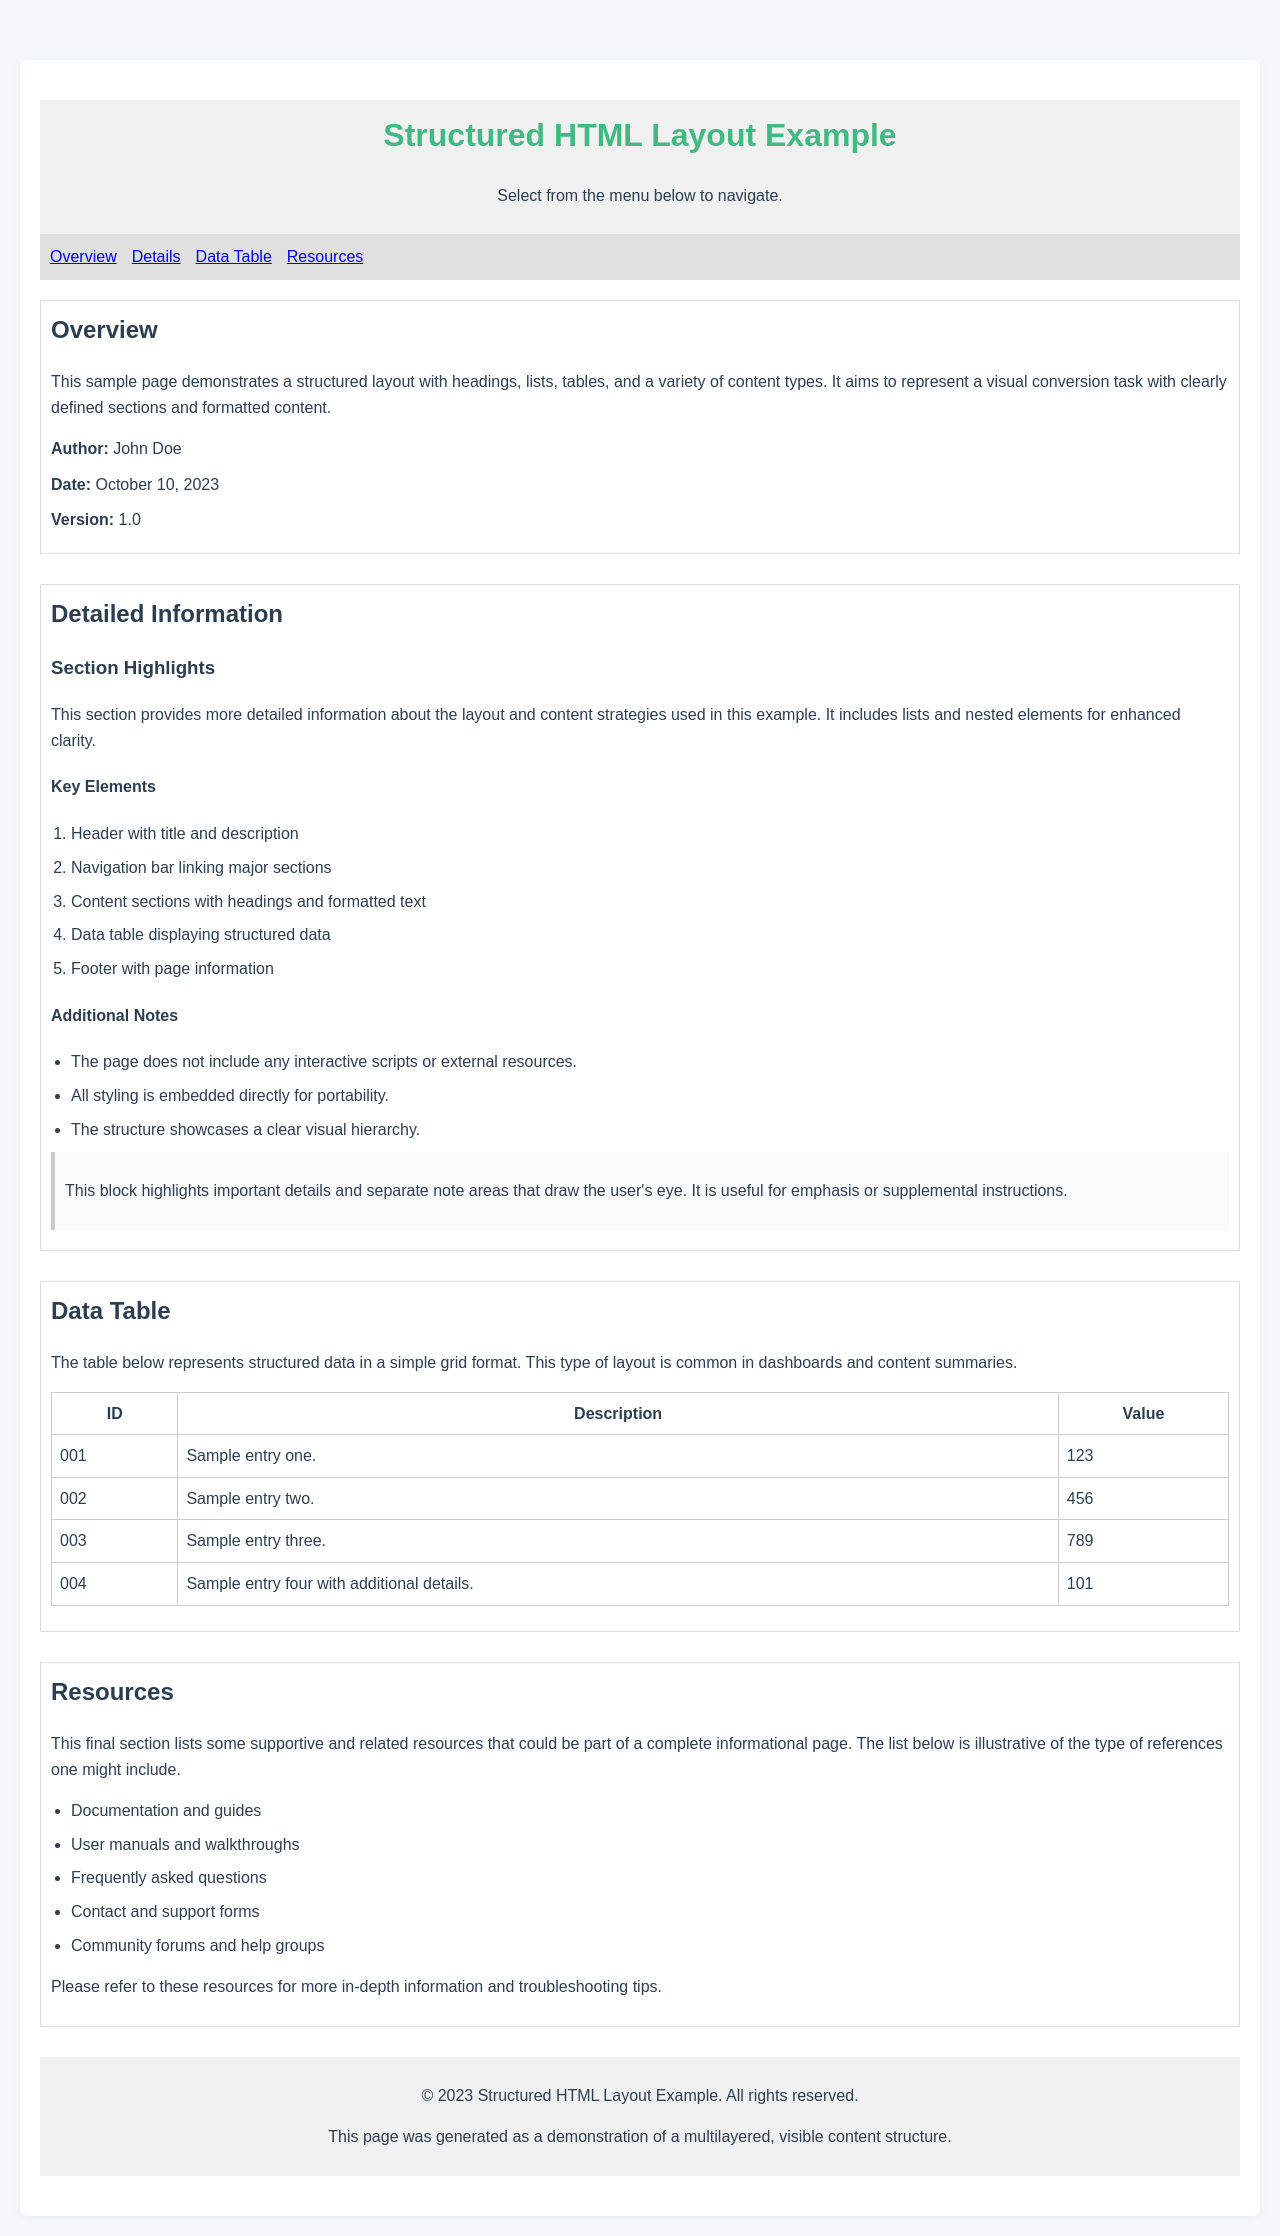 Structured HTML Layout Example
Select from the menu below to navigate.
Overview Details Data Table Resources
Overview
This sample page demonstrates a structured layout with headings, lists, tables, and a variety of content types. It aims to represent a visual conversion task with clearly
defined sections and formatted content.
Author: John Doe
Date: October 10, 2023
Version: 1.0
Detailed Information
Section Highlights
This section provides more detailed information about the layout and content strategies used in this example. It includes lists and nested elements for enhanced
clarity.
Key Elements
1. Header with title and description
2. Navigation bar linking major sections
3. Content sections with headings and formatted text
4. Data table displaying structured data
5. Footer with page information
Additional Notes
• The page does not include any interactive scripts or external resources.
• All styling is embedded directly for portability.
• The structure showcases a clear visual hierarchy.
This block highlights important details and separate note areas that draw the user's eye. It is useful for emphasis or supplemental instructions.
Data Table
The table below represents structured data in a simple grid format. This type of layout is common in dashboards and content summaries.
ID Description Value
001 Sample entry one. 123
002 Sample entry two. 456
003 Sample entry three. 789
004 Sample entry four with additional details. 101
Resources
This final section lists some supportive and related resources that could be part of a complete informational page. The list below is illustrative of the type of references
one might include.
• Documentation and guides
• User manuals and walkthroughs
• Frequently asked questions
• Contact and support forms
• Community forums and help groups
Please refer to these resources for more in-depth information and troubleshooting tips.
© 2023 Structured HTML Layout Example. All rights reserved.
This page was generated as a demonstration of a multilayered, visible content structure.